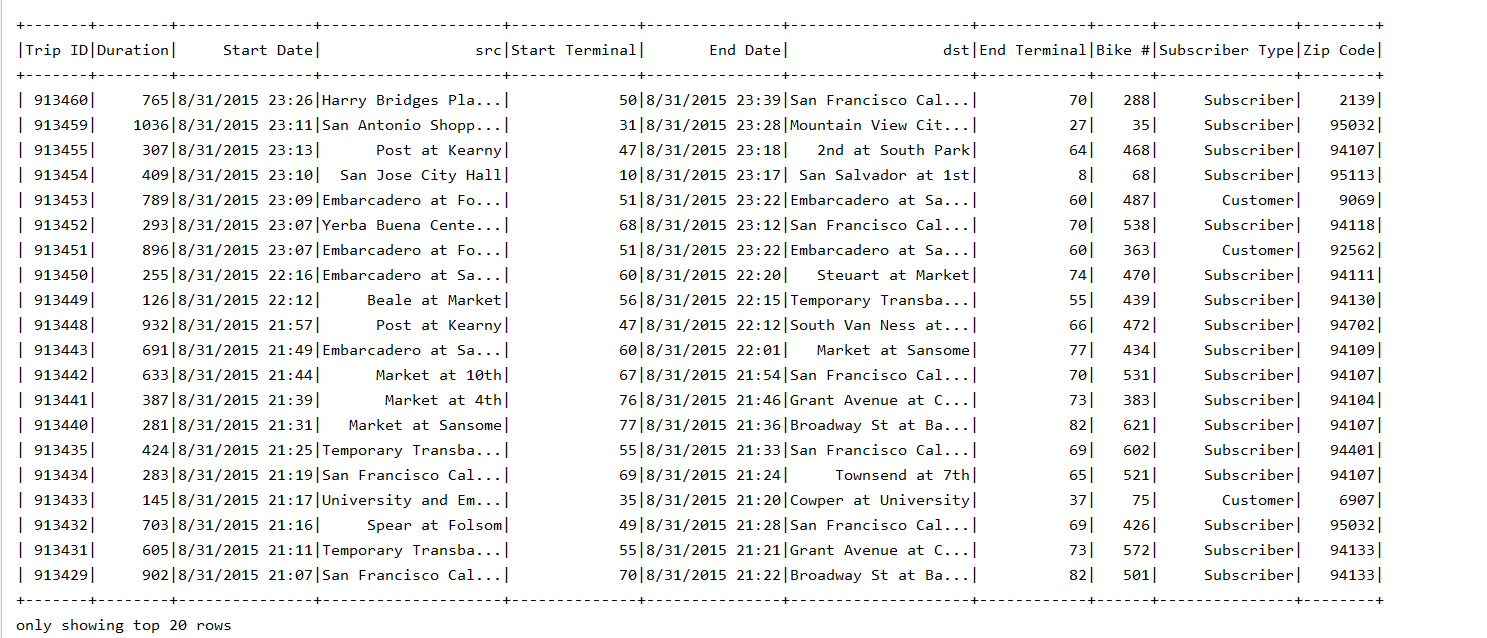 +-------+--------+---------------+--------------------+--------------+---------------+--------------------+------------+------+---------------+--------+
|Trip ID|Duration|     Start Date|                 src|Start Terminal|       End Date|                 dst|End Terminal|Bike #|Subscriber Type|Zip Code|
+-------+--------+---------------+--------------------+--------------+---------------+--------------------+------------+------+---------------+--------+
| 913460|     765|8/31/2015 23:26|Harry Bridges Pla...|            50|8/31/2015 23:39|San Francisco Cal...|          70|   288|     Subscriber|    2139|
| 913459|    1036|8/31/2015 23:11|San Antonio Shopp...|            31|8/31/2015 23:28|Mountain View Cit...|          27|    35|     Subscriber|   95032|
| 913455|     307|8/31/2015 23:13|      Post at Kearny|            47|8/31/2015 23:18|   2nd at South Park|          64|   468|     Subscriber|   94107|
| 913454|     409|8/31/2015 23:10|  San Jose City Hall|            10|8/31/2015 23:17| San Salvador at 1st|           8|    68|     Subscriber|   95113|
| 913453|     789|8/31/2015 23:09|Embarcadero at Fo...|            51|8/31/2015 23:22|Embarcadero at Sa...|          60|   487|       Customer|    9069|
| 913452|     293|8/31/2015 23:07|Yerba Buena Cente...|            68|8/31/2015 23:12|San Francisco Cal...|          70|   538|     Subscriber|   94118|
| 913451|     896|8/31/2015 23:07|Embarcadero at Fo...|            51|8/31/2015 23:22|Embarcadero at Sa...|          60|   363|       Customer|   92562|
| 913450|     255|8/31/2015 22:16|Embarcadero at Sa...|            60|8/31/2015 22:20|   Steuart at Market|          74|   470|     Subscriber|   94111|
| 913449|     126|8/31/2015 22:12|     Beale at Market|            56|8/31/2015 22:15|Temporary Transba...|          55|   439|     Subscriber|   94130|
| 913448|     932|8/31/2015 21:57|      Post at Kearny|            47|8/31/2015 22:12|South Van Ness at...|          66|   472|     Subscriber|   94702|
| 913443|     691|8/31/2015 21:49|Embarcadero at Sa...|            60|8/31/2015 22:01|   Market at Sansome|          77|   434|     Subscriber|   94109|
| 913442|     633|8/31/2015 21:44|      Market at 10th|            67|8/31/2015 21:54|San Francisco Cal...|          70|   531|     Subscriber|   94107|
| 913441|     387|8/31/2015 21:39|       Market at 4th|            76|8/31/2015 21:46|Grant Avenue at C...|          73|   383|     Subscriber|   94104|
| 913440|     281|8/31/2015 21:31|   Market at Sansome|            77|8/31/2015 21:36|Broadway St at Ba...|          82|   621|     Subscriber|   94107|
| 913435|     424|8/31/2015 21:25|Temporary Transba...|            55|8/31/2015 21:33|San Francisco Cal...|          69|   602|     Subscriber|   94401|
| 913434|     283|8/31/2015 21:19|San Francisco Cal...|            69|8/31/2015 21:24|     Townsend at 7th|          65|   521|     Subscriber|   94107|
| 913433|     145|8/31/2015 21:17|University and Em...|            35|8/31/2015 21:20|Cowper at University|          37|    75|       Customer|    6907|
| 913432|     703|8/31/2015 21:16|     Spear at Folsom|            49|8/31/2015 21:28|San Francisco Cal...|          69|   426|     Subscriber|   95032|
| 913431|     605|8/31/2015 21:11|Temporary Transba...|            55|8/31/2015 21:21|Grant Avenue at C...|          73|   572|     Subscriber|   94133|
| 913429|     902|8/31/2015 21:07|San Francisco Cal...|            70|8/31/2015 21:22|Broadway St at Ba...|          82|   501|     Subscriber|   94133|
+-------+--------+---------------+--------------------+--------------+---------------+--------------------+------------+------+---------------+--------+
only showing top 20 rows